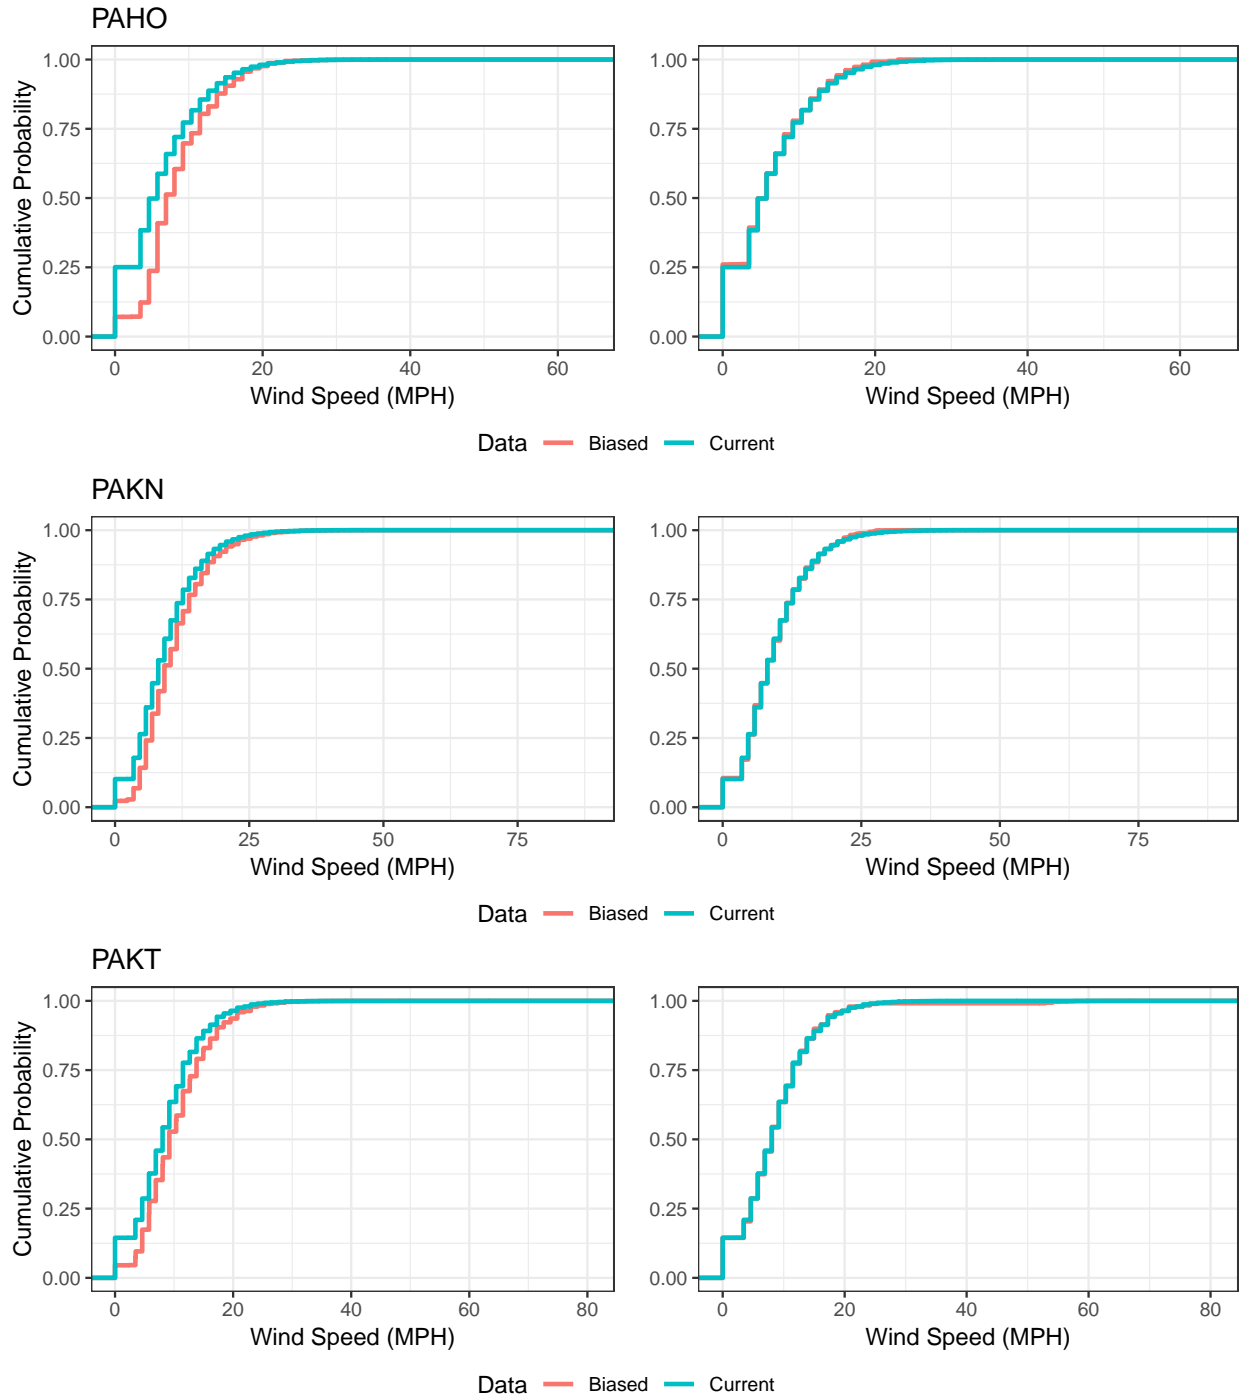 PAHO
1.00
0.75
0.50
0.25
0.00
Cumulative Probability
0 20 40 60
Wind Speed (MPH)
1.00
0.75
0.50
0.25
0.00
0 20 40 60
Wind Speed (MPH)
Data Biased Current
PAKN
1.00
0.75
0.50
0.25
0.00
Cumulative Probability
0 25 50 75
Wind Speed (MPH)
1.00
0.75
0.50
0.25
0.00
0 25 50 75
Wind Speed (MPH)
Data Biased Current
PAKT
1.00
0.75
0.50
0.25
0.00
Cumulative Probability
0 20 40 60 80
Wind Speed (MPH)
1.00
0.75
0.50
0.25
0.00
0 20 40 60 80
Wind Speed (MPH)
Data Biased Current